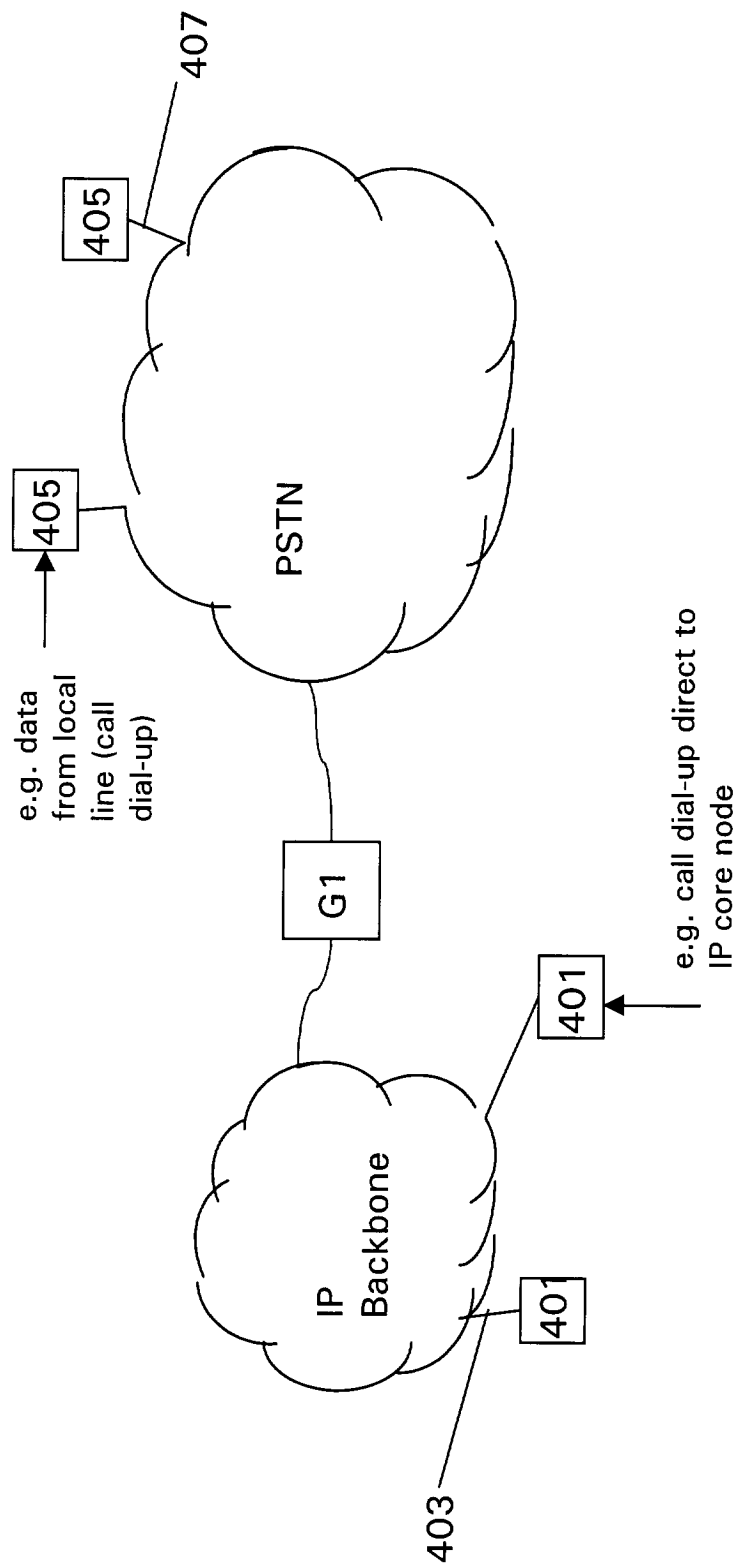 e.g. data
from local
line (call
dial-up)
405
405
407
PSTN
G1
IP
Backbone
401
401
403
e.g. call dial-up direct to
IP core node